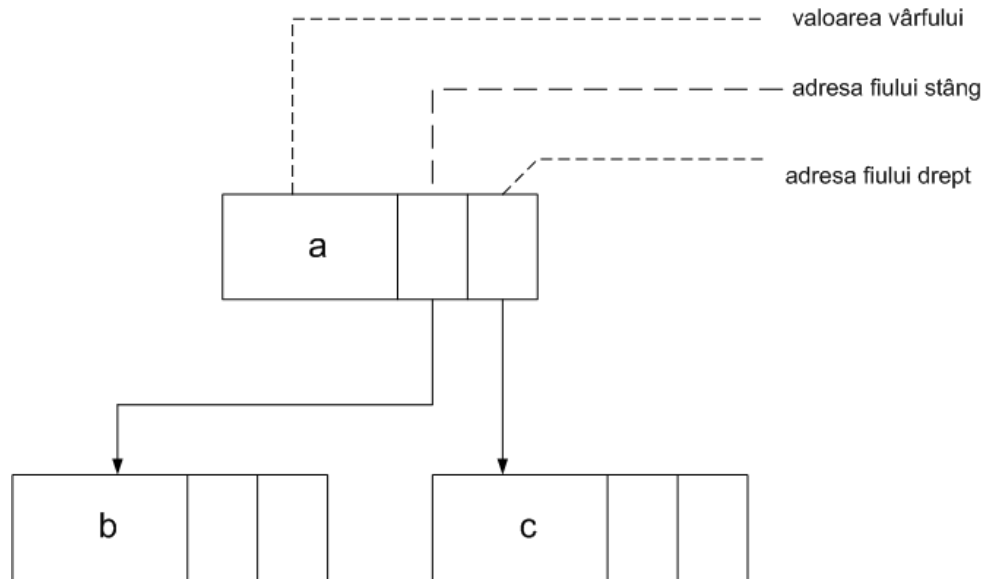 valoarea vârfului
adresa fiului stâng
adresa fiului drept
a
b
c